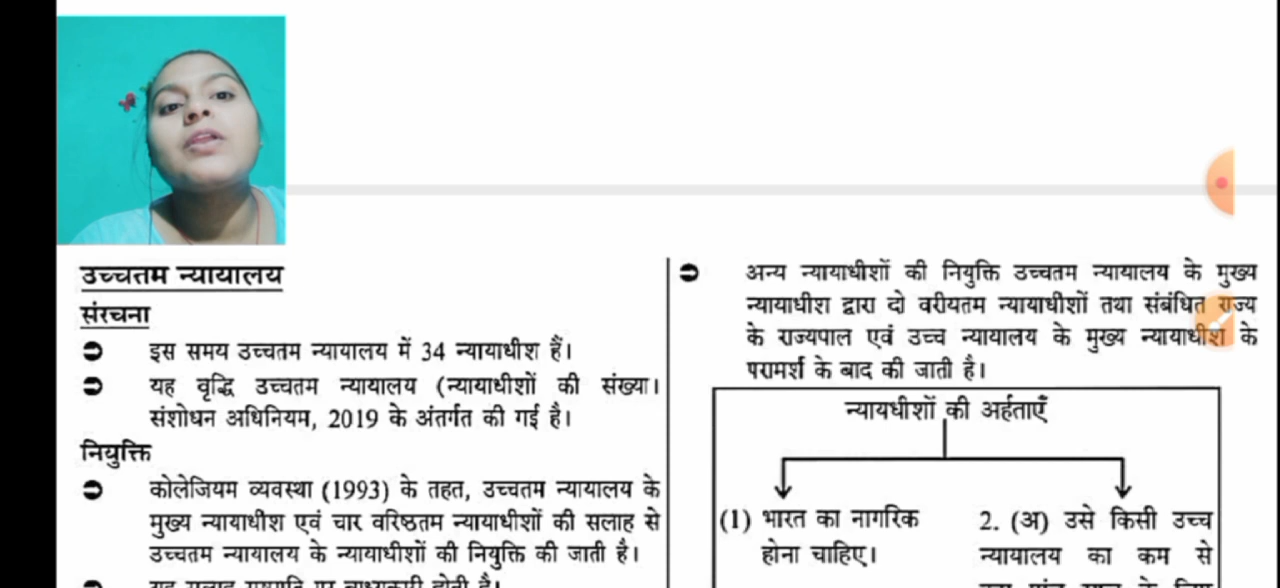 उच्चतम न्यायालय
संरचना
➲ इस समय उच्चतम न्यायालय में 34 न्यायाधीश हैं।
➲ यह वृद्धि उच्चतम न्यायालय (न्यायाधीशों की संख्या।
संशोधन अधिनियम, 2019 के अंतर्गत की गई है।
नियुक्ति
➲ कोलेजियम व्यवस्था (1993) के तहत, उच्चतम न्यायालय के
मुख्य न्यायाधीश एवं चार वरिष्ठतम न्यायाधीशों की सलाह से
उच्चतम न्यायालय के न्यायाधीशों की नियुक्ति की जाती है।
➲ अन्य न्यायाधीशों की नियुक्ति उच्चतम न्यायालय के मुख्य
न्यायाधीश द्वारा दो वरीयतम न्यायाधीशों तथा संबंधित राज्य
के राज्यपाल एवं उच्च न्यायालय के मुख्य न्यायाधीश के
परामर्श के बाद की जाती है।
न्यायधीशों की अर्हताएँ
(1) भारत का नागरिक
होना चाहिए।
2. (अ) उसे किसी उच्च
न्यायालय का कम से